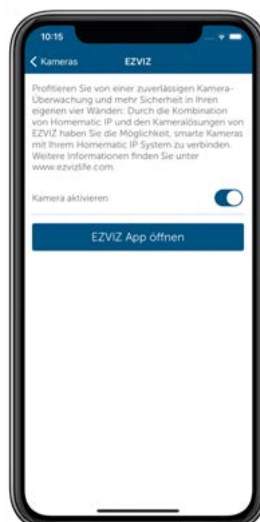 10:15
Kameras EZVIZ
Profitieren Sie von einer zuverlässigen Kamera-
Überwachung und mehr Sicherheit in Ihren
eigenen vier Wänden: Durch die Kombination
von Homematic IP und den Kameralösungen von
EZVIZ haben Sie die Möglichkeit, smarte Kameras
mit Ihrem Homematic IP System zu verbinden.
Weitere Informationen finden Sie unter
www.ezvizlife.com.
Kamera aktivieren
EZVIZ App öffnen